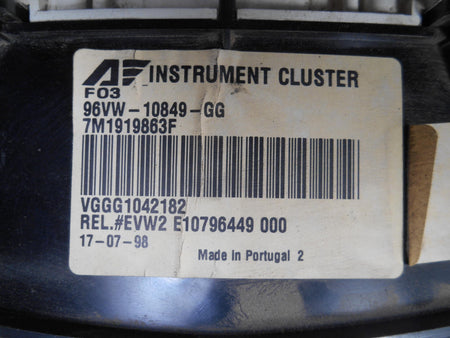 AF INSTRUMENT CLUSTER
F03
96VW-10849-GG
7M1919863F
VGGG1042182
REL.#EVW2 E10796449 000
17-07-98
Made in Portugal 2